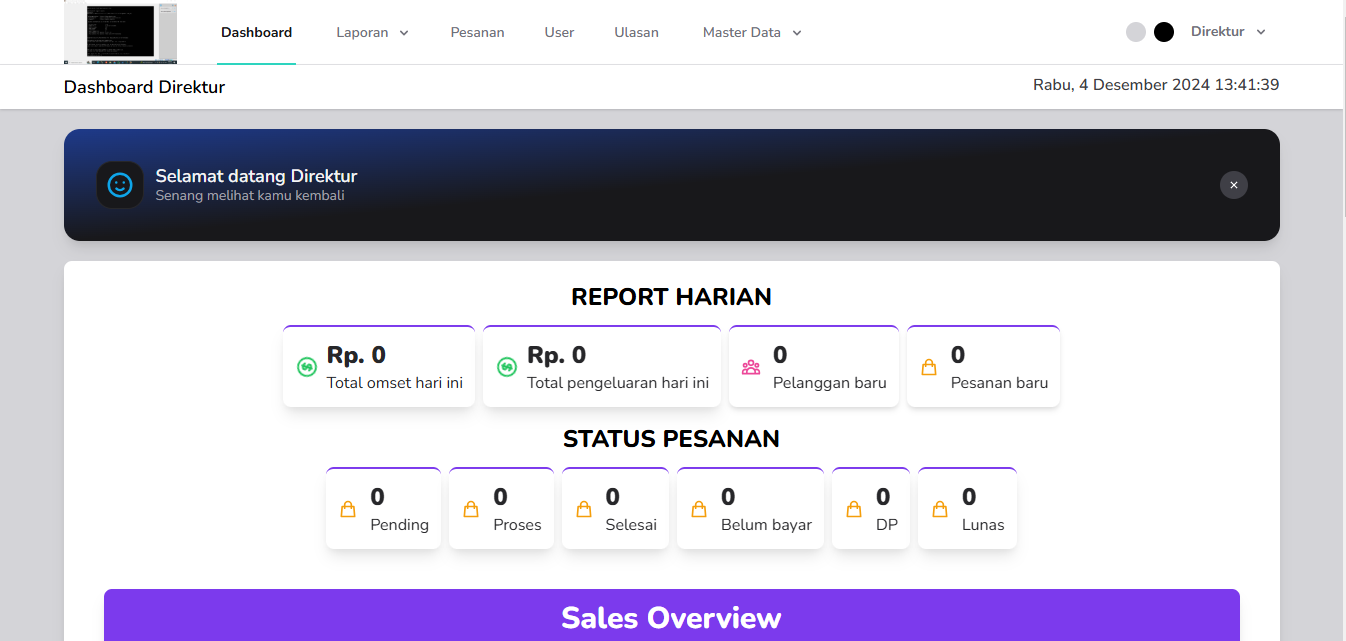 Dashboard
Laporan
Pesanan
User
Ulasan
Master Data
Direktur
Dashboard Direktur
Rabu, 4 Desember 2024 13:41:39
Selamat datang Direktur
Senang melihat kamu kembali
REPORT HARIAN
Rp. 0
Total omset hari ini
Rp. 0
Total pengeluaran hari ini
0
Pelanggan baru
0
Pesanan baru
STATUS PESANAN
0
Pending
0
Proses
0
Selesai
0
Belum bayar
0
DP
0
Lunas
Sales Overview